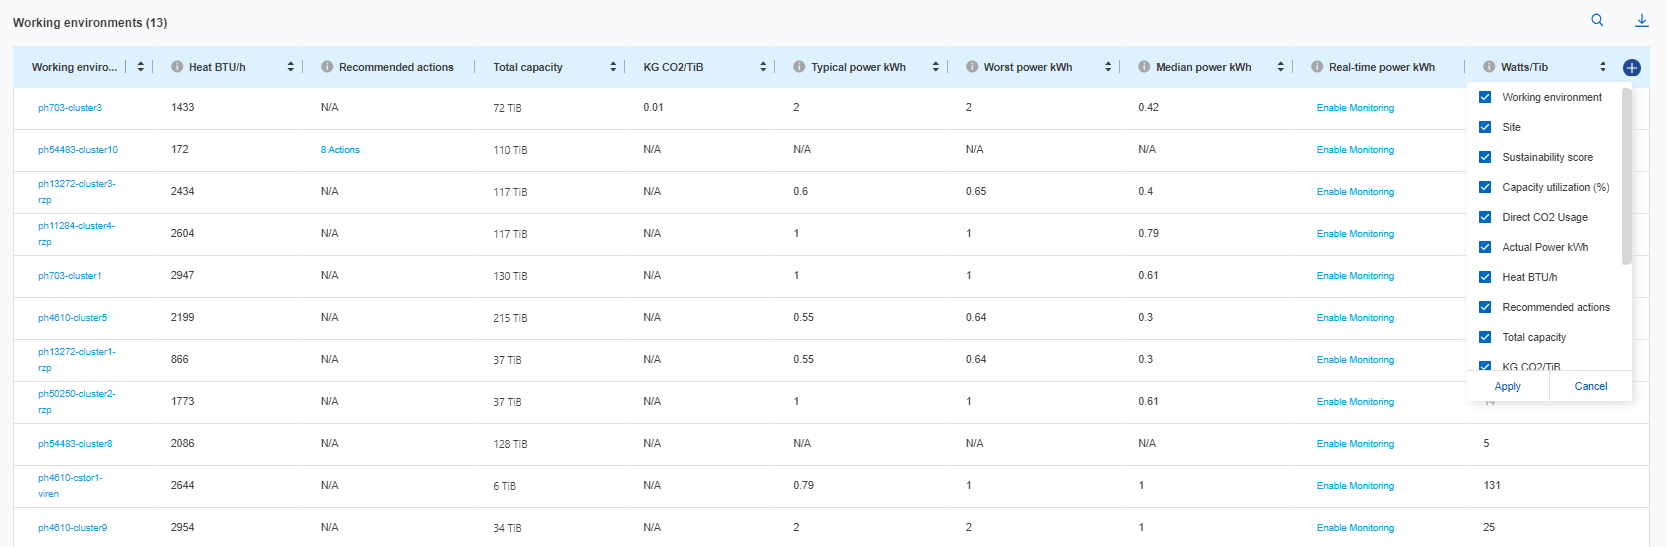 Working environments (13)
Working enviro... Heat BTU/h Recommended actions Total capacity KG CO2/TiB Typical power kWh Worst power kWh Median power kWh Real-time power kWh Watts/Tib
ph703-cluster3 1433 N/A 72 TiB 0.01 2 2 0.42 Enable Monitoring
ph54483-cluster10 172 8 Actions 110 TiB N/A N/A N/A N/A Enable Monitoring
ph13272-cluster3-
rzp 2434 N/A 117 TiB N/A 0.6 0.65 0.4 Enable Monitoring
ph11284-cluster4-
rzp 2604 N/A 117 TiB N/A 1 1 0.79 Enable Monitoring
ph703-cluster1 2947 N/A 130 TiB N/A 1 1 0.61 Enable Monitoring
ph4610-cluster5 2199 N/A 215 TiB N/A 0.55 0.64 0.3 Enable Monitoring
ph13272-cluster1-
rzp 866 N/A 37 TiB N/A 0.55 0.64 0.3 Enable Monitoring
ph50250-cluster2-
rzp 1773 N/A 37 TiB N/A 1 1 0.61 Enable Monitoring 14
ph54483-cluster8 2086 N/A 128 TiB N/A N/A N/A N/A Enable Monitoring 5
ph4610-cstor1-
viren 2644 N/A 6 TiB N/A 0.79 1 1 Enable Monitoring 131
ph4610-cluster9 2954 N/A 34 TiB N/A 2 2 1 Enable Monitoring 25
Working environment
Site
Sustainability score
Capacity utilization (%)
Direct CO2 Usage
Actual Power kWh
Heat BTU/h
Recommended actions
Total capacity
KG CO2/TiB
Apply Cancel